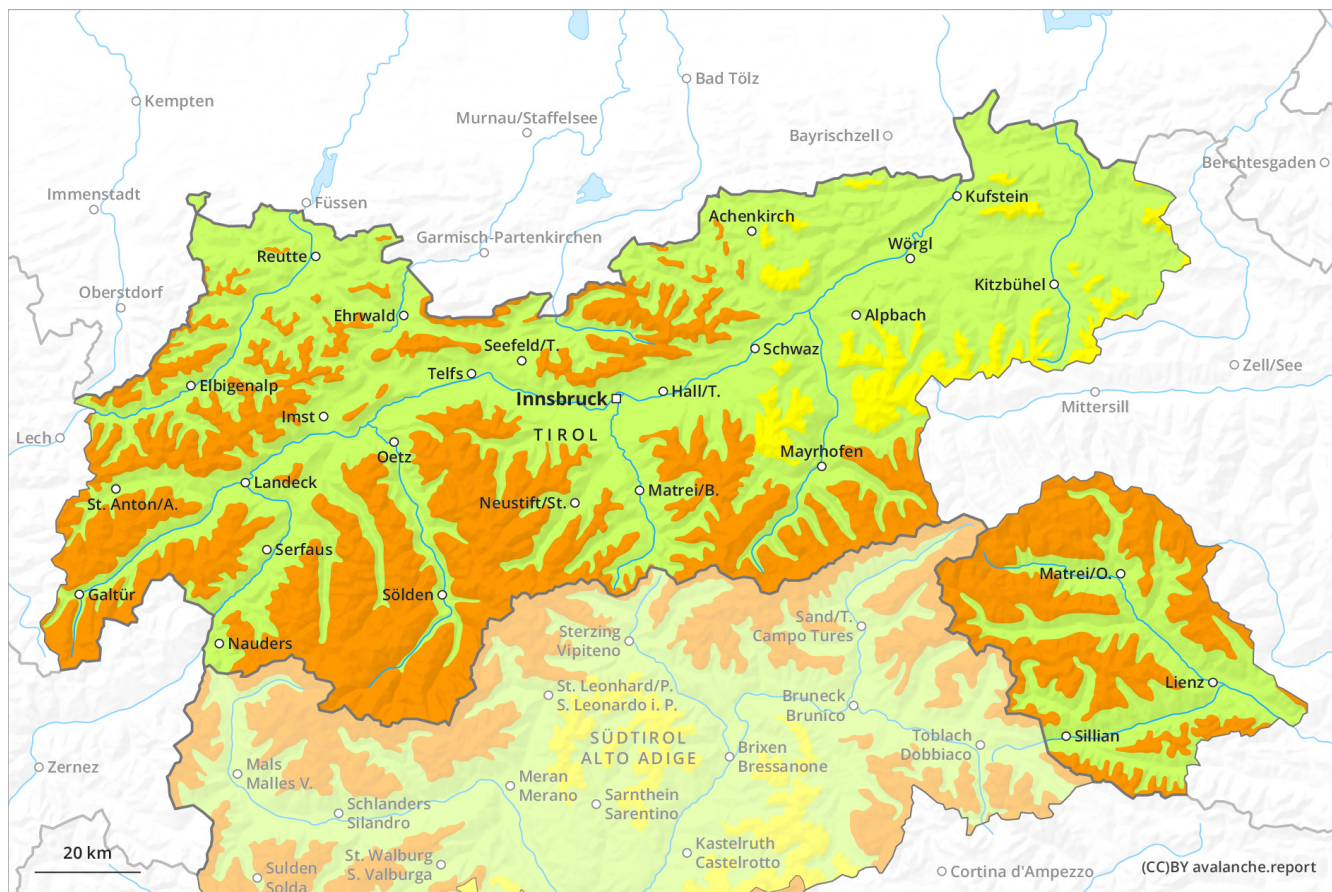 Bad Tölz
Kempten
Murnau/Staffelsee
Bayrischzell
Berchtesgaden
Immenstadt
Füssen
Kufstein
Achenkirch
Garmisch-Partenkirchen
Wörgl
Reutte
Kitzbühel
Oberstdorf
Ehrwald
Alpbach
Seefeld/T.
Schwaz
Zell/See
Telfs
Elbigenalp
Hall/T.
Innsbruck
Mittersill
Imst
TIROL
Lech
Mayrhofen
Oetz
Landeck
Matrei/B.
St. Anton/A.
Neustift/St.
Serfaus
Matrei/O.
Galtür
Sölden
Sand/T.
Campo Tures
Sterzing
Vipiteno
Nauders
Lienz
St. Leonhard/P.
S. Leonardo i. P.
Bruneck
Brunico
Sillian
Toblach
Dobbiaco
SÜDTIROL
ALTO ADIGE
Brixen
Bressanone
Zernez
Mals
Malles V.
Meran
Merano
Sarnthein
Sarentino
Schlanders
Silandro
Kastelruth
Castelrotto
20 km
St. Walburg
S. Valburga
Sulden
Solda
Cortina d'Ampezzo
(CC)BY avalanche.report